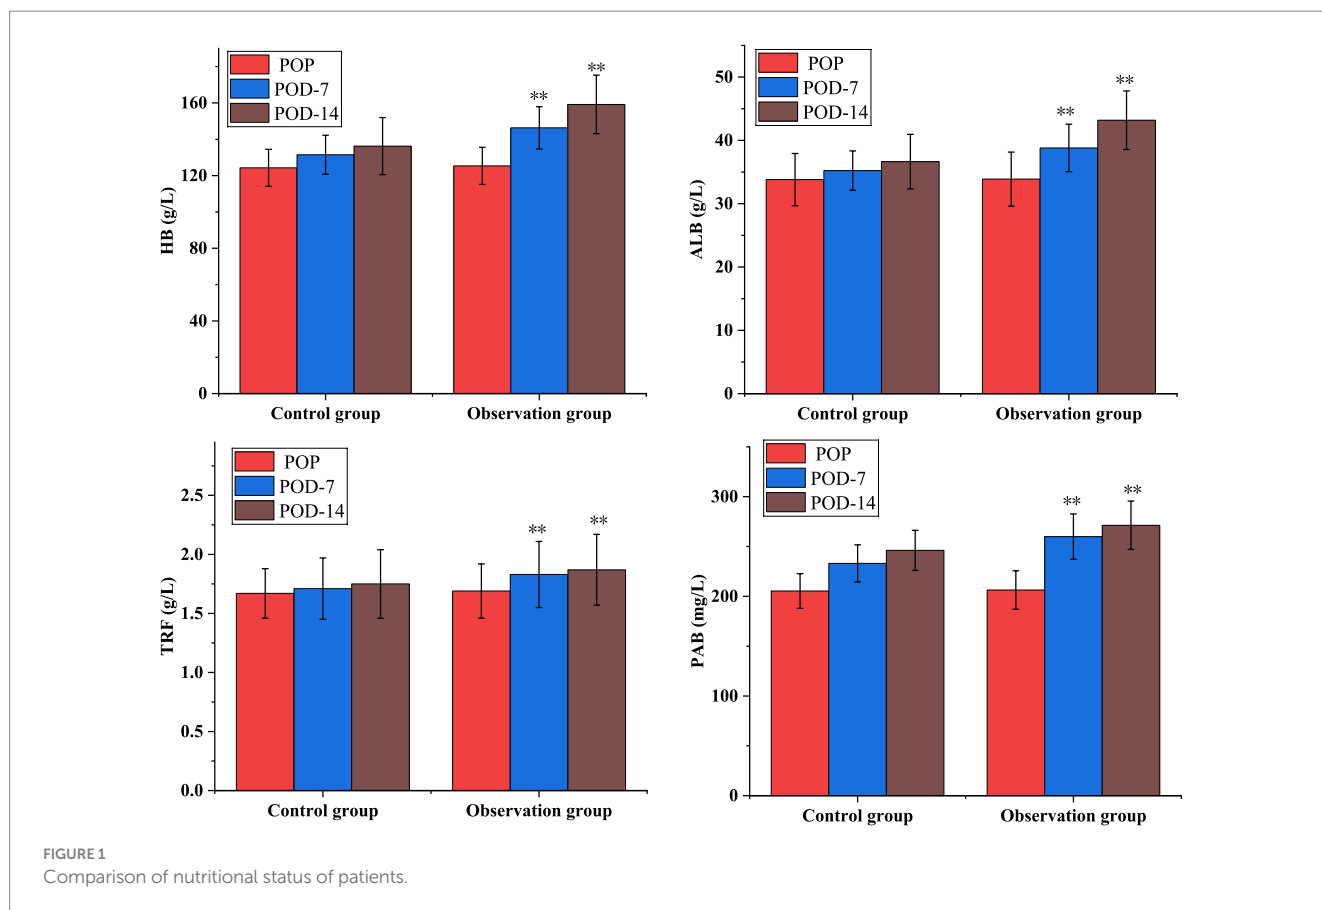 POP
POD-7
POD-14
160
120
80
40
0
HB (g/L)
**
**
Control group
Observation group
POP
POD-7
POD-14
50
40
30
20
10
0
ALB (g/L)
**
**
Control group
Observation group
POP
POD-7
POD-14
2.5
2.0
1.5
1.0
0.5
0.0
TRF (g/L)
**
**
Control group
Observation group
POP
POD-7
POD-14
300
200
100
0
PAB (mg/L)
**
**
Control group
Observation group
FIGURE 1
Comparison of nutritional status of patients.